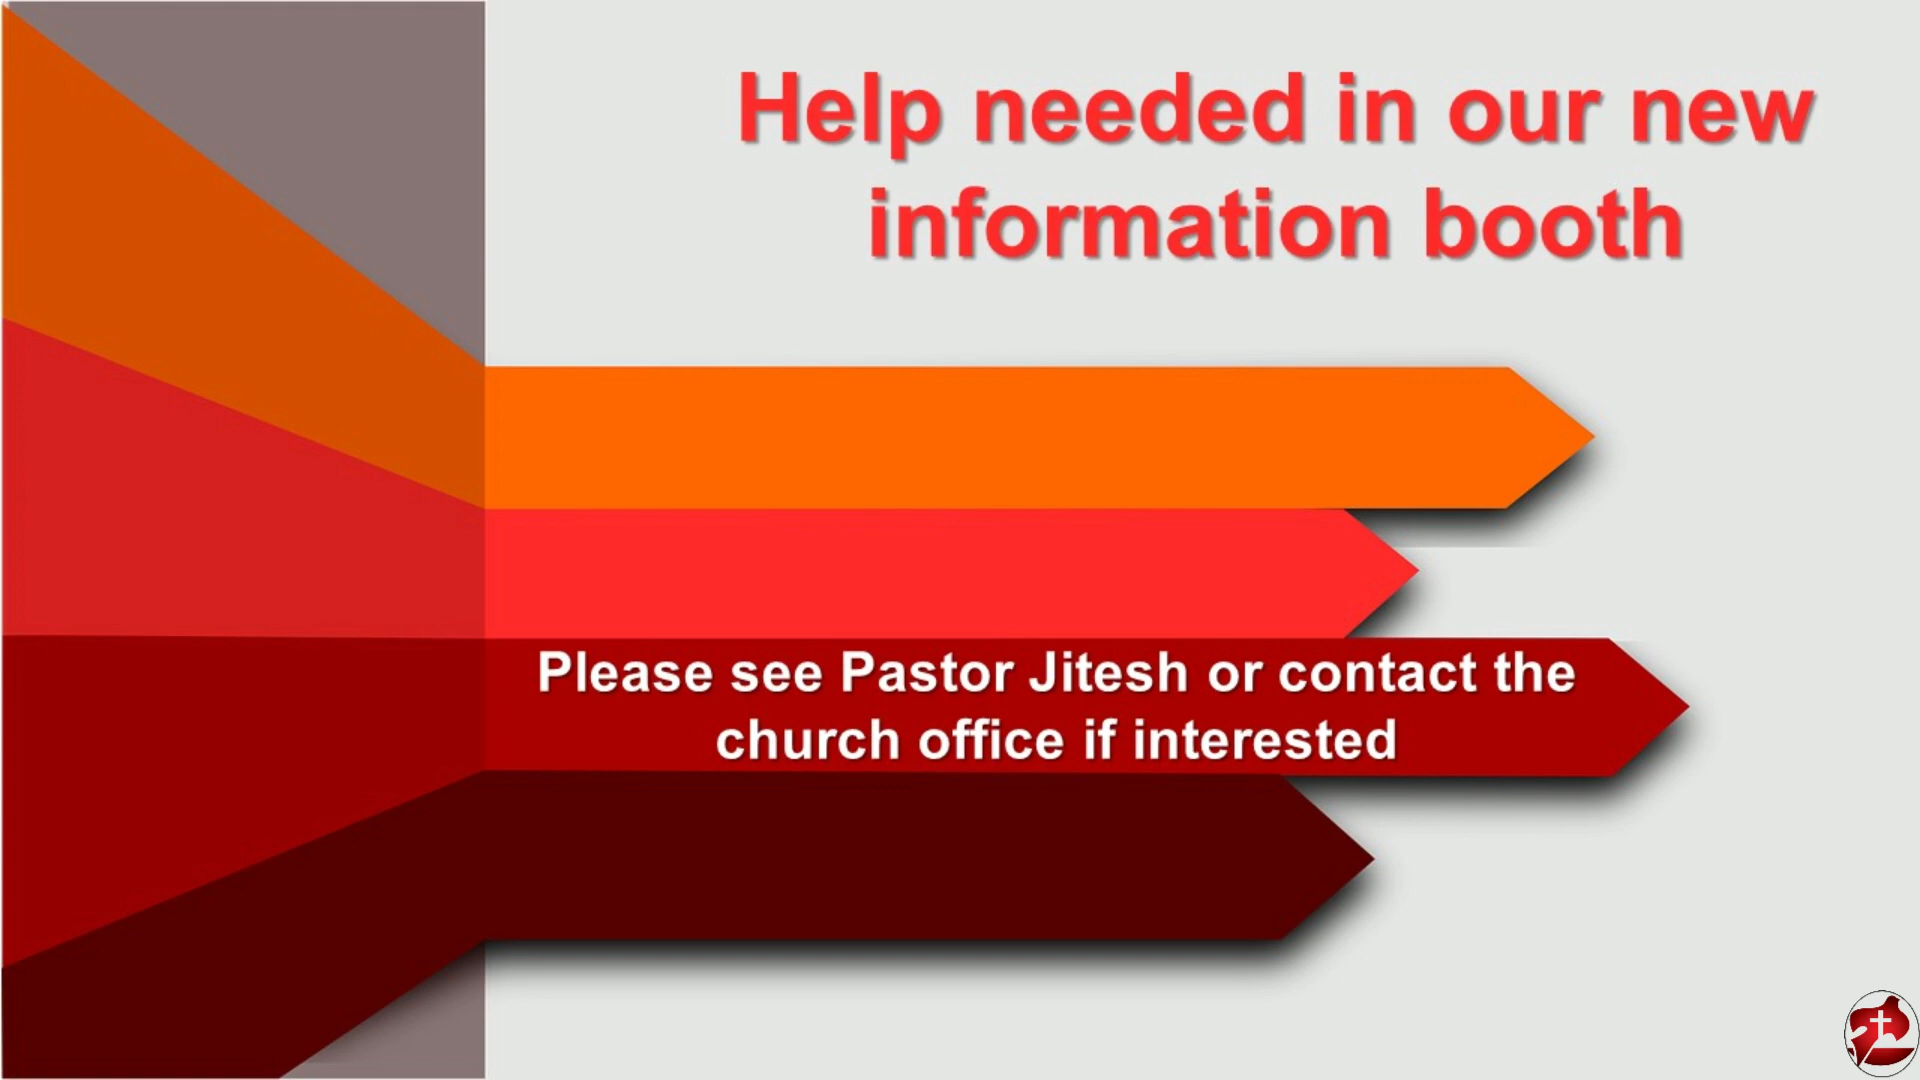 Help needed in our new
information booth
Please see Pastor Jitesh or contact the
church office if interested